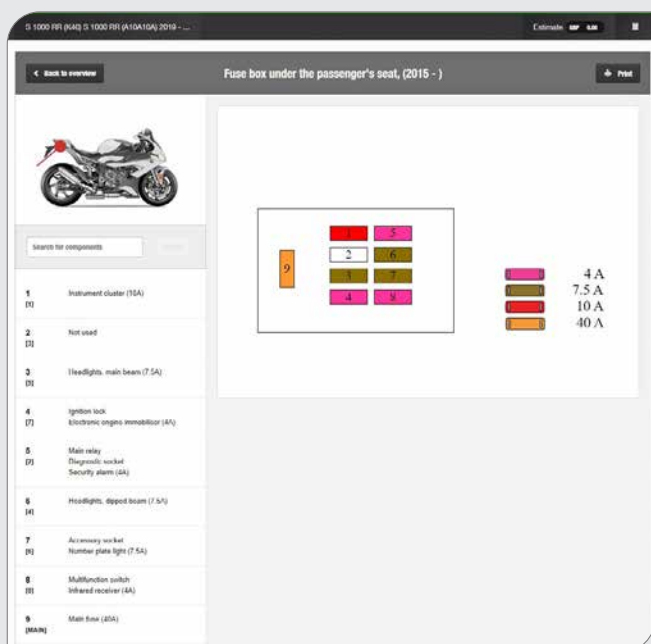 S 1000 RR (K46) S 1000 RR (A10A10A) 2019 - ...
Estimate GBP 0.00
Back to overview
Fuse box under the passenger's seat, (2015 - )
Print
Search for components
1
[1]
Instrument cluster (10A)
2
[3]
Not used
3
[5]
Headlights, main beam (7.5A)
4
[7]
Ignition lock
Electronic engine immobiliser (4A)
5
[2]
Main relay
Diagnostic socket
Security alarm (4A)
6
[4]
Headlights, dipped beam (7.5A)
7
[6]
Accessory socket
Number plate light (7.5A)
8
[8]
Multifunction switch
Infrared receiver (4A)
9
[MAIN]
Main fuse (40A)
1 5
2 6
3 7
4 8
9
4 A
7.5 A
10 A
40 A